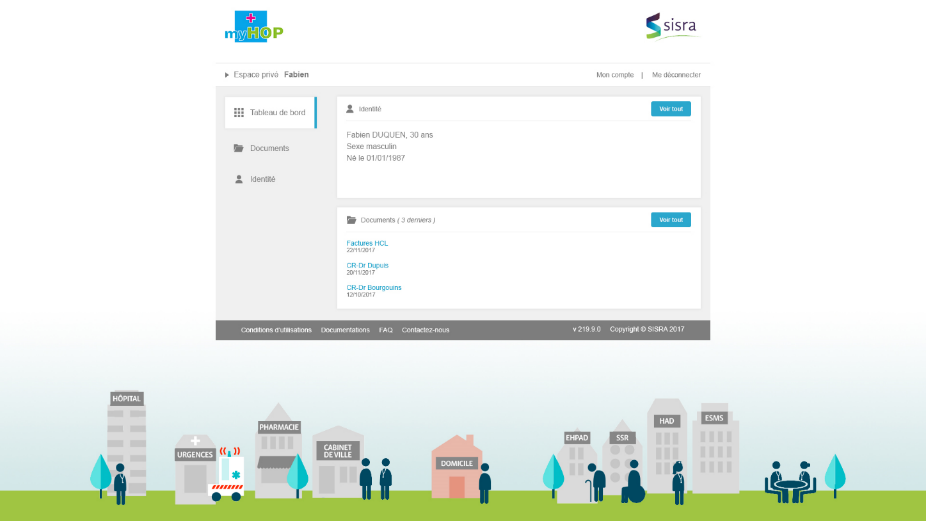 myHOP
sisra
Espace privé Fabien
Mon compte | Me déconnecter
Tableau de bord
Documents
Identité
Identité
Voir tout
Fabien DUQUEN, 30 ans
Sexe masculin
Né le 01/01/1987
Documents ( 3 derniers )
Voir tout
Factures HCL
22/11/2017
CR-Dr Dupuis
20/11/2017
CR-Dr Bourgouins
12/10/2017
Conditions d'utilisations Documentations FAQ Contactez-nous
v 219.9.0 Copyright © SISRA 2017
HÔPITAL
URGENCES
PHARMACIE
CABINET
DE VILLE
DOMICILE
EHPAD
SSR
HAD
ESMS